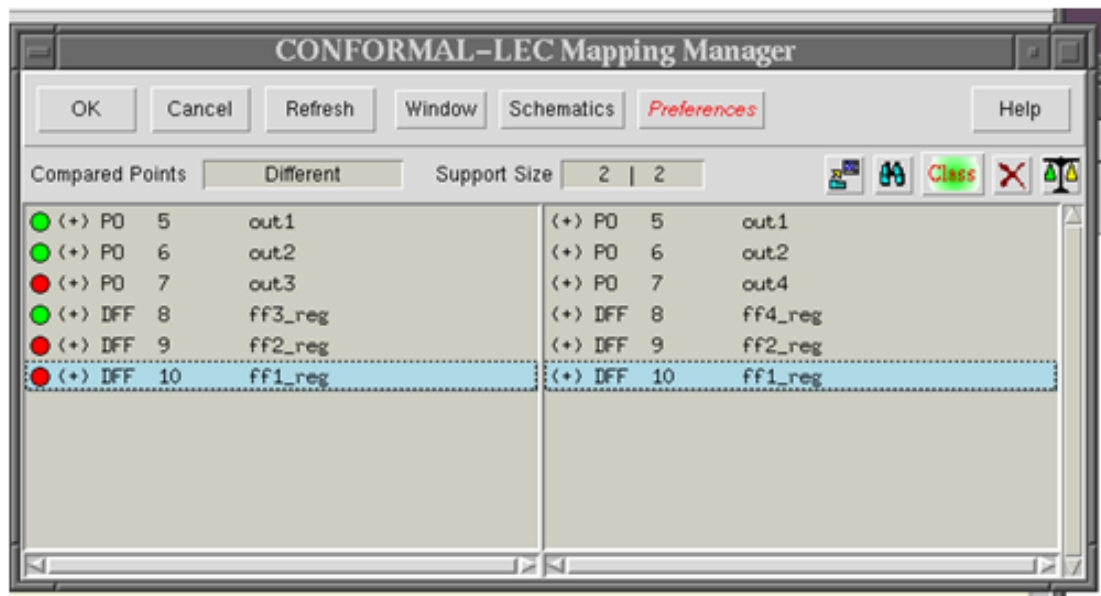 CONFORMAL-LEC Mapping Manager
OK Cancel Refresh Window Schematics Preferences Help
Compared Points Different Support Size 2 | 2 Class
(+) PO 5 out1 (+) PO 5 out1
(+) PO 6 out2 (+) PO 6 out2
(+) PO 7 out3 (+) PO 7 out4
(+) DFF 8 ff3_reg (+) DFF 8 ff4_reg
(+) DFF 9 ff2_reg (+) DFF 9 ff2_reg
(+) DFF 10 ff1_reg (+) DFF 10 ff1_reg